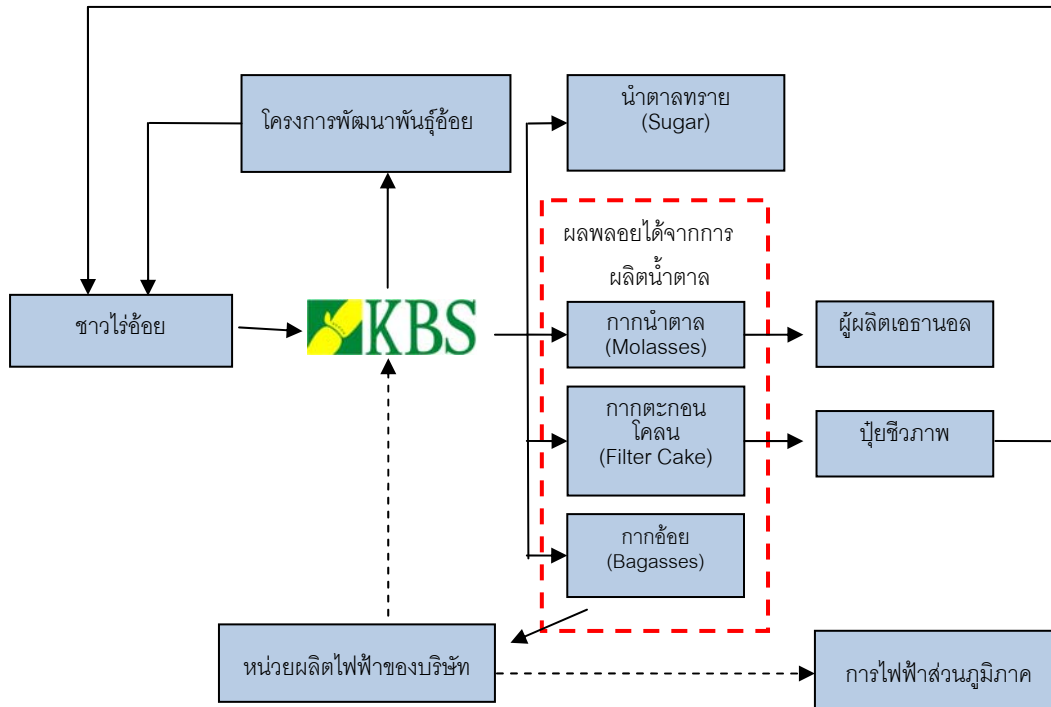 โครงการพัฒนาพันธุ์อ้อย
น้ำตาลทราย
(Sugar)
ผลพลอยได้จากการ
ผลิตน้ำตาล
ชาวไร่อ้อย
KBS
กากน้ำตาล
(Molasses)
ผู้ผลิตเอธานอล
กากตะกอน
โคลน
(Filter Cake)
ปุ๋ยชีวภาพ
กากอ้อย
(Bagasses)
หน่วยผลิตไฟฟ้าของบริษัท
การไฟฟ้าส่วนภูมิภาค